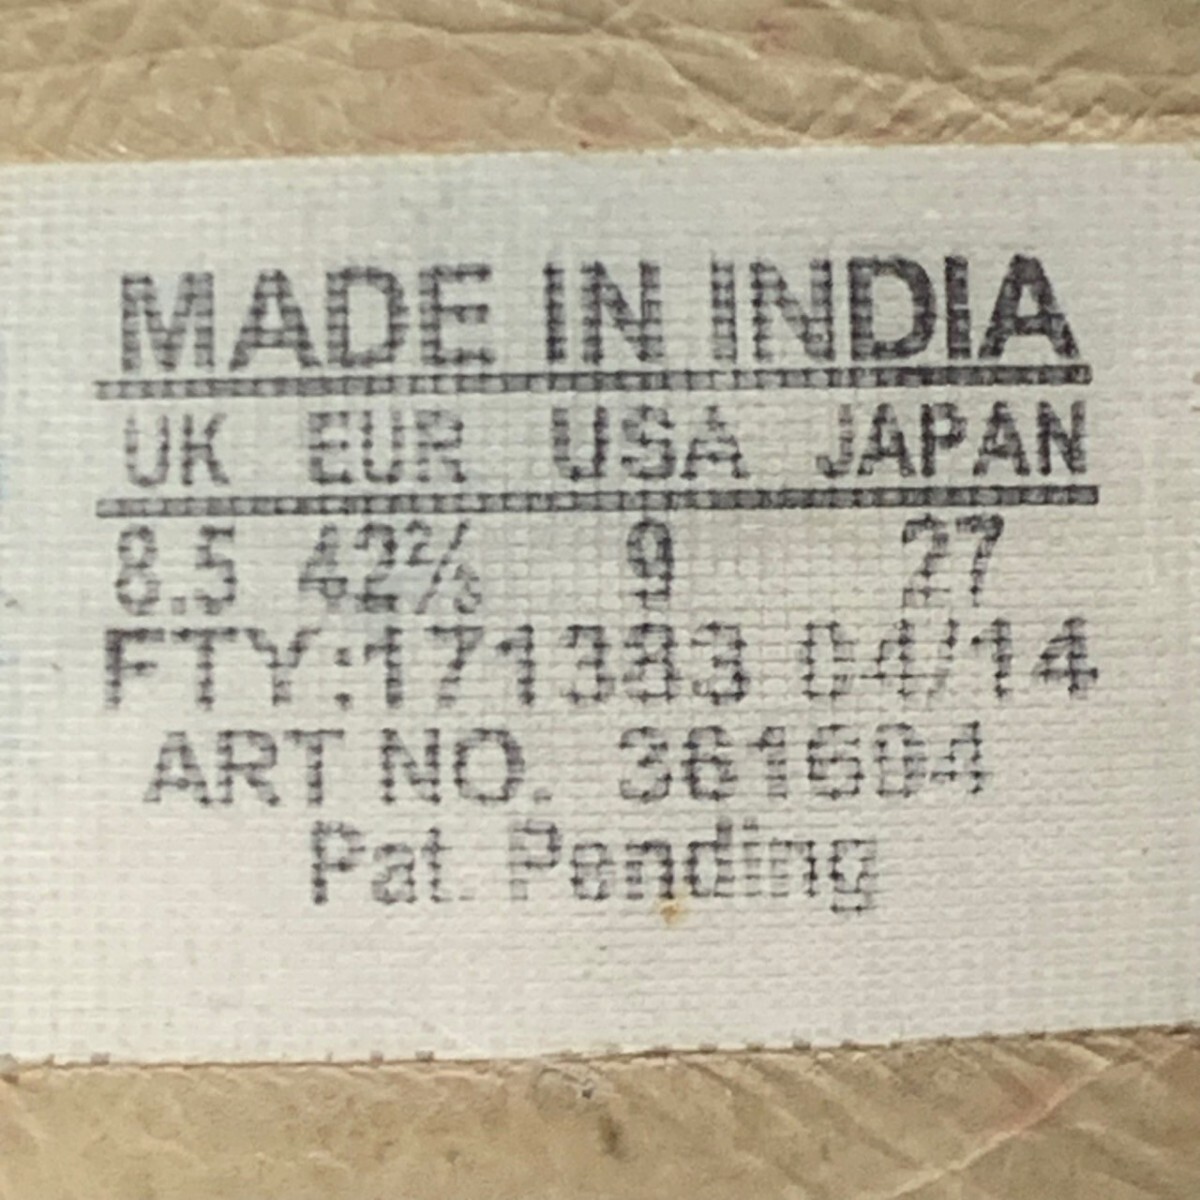 MADE IN INDIA
UK EUR USA JAPAN
8.5 42⅔ 9 27
FTY:171383 04/14
ART NO. 361604
Pat. Pending